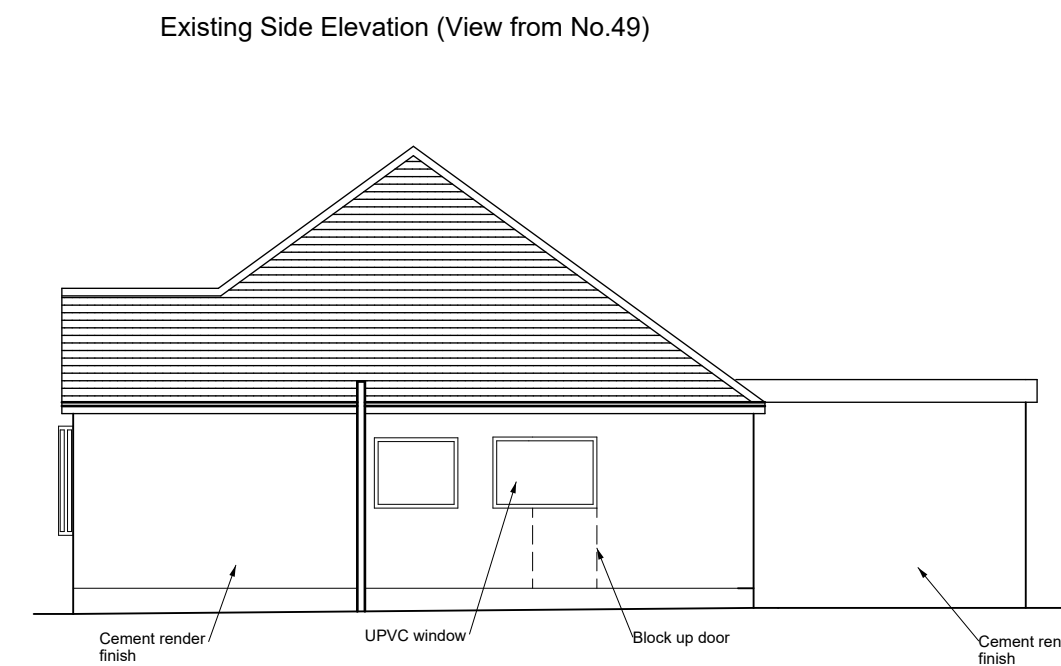 Existing Side Elevation (View from No.49)
Cement render
finish
UPVC window
Block up door
Cement ren
finish